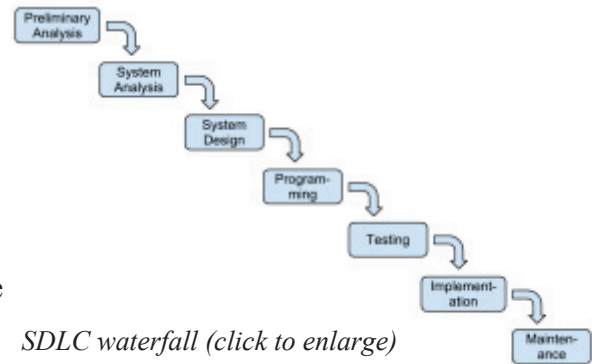 Preliminary
Analysis
System
Analysis
System
Design
Program-
ming
Testing
Implement-
ation
Mainten-
ance
e
SDLC waterfall (click to enlarge)